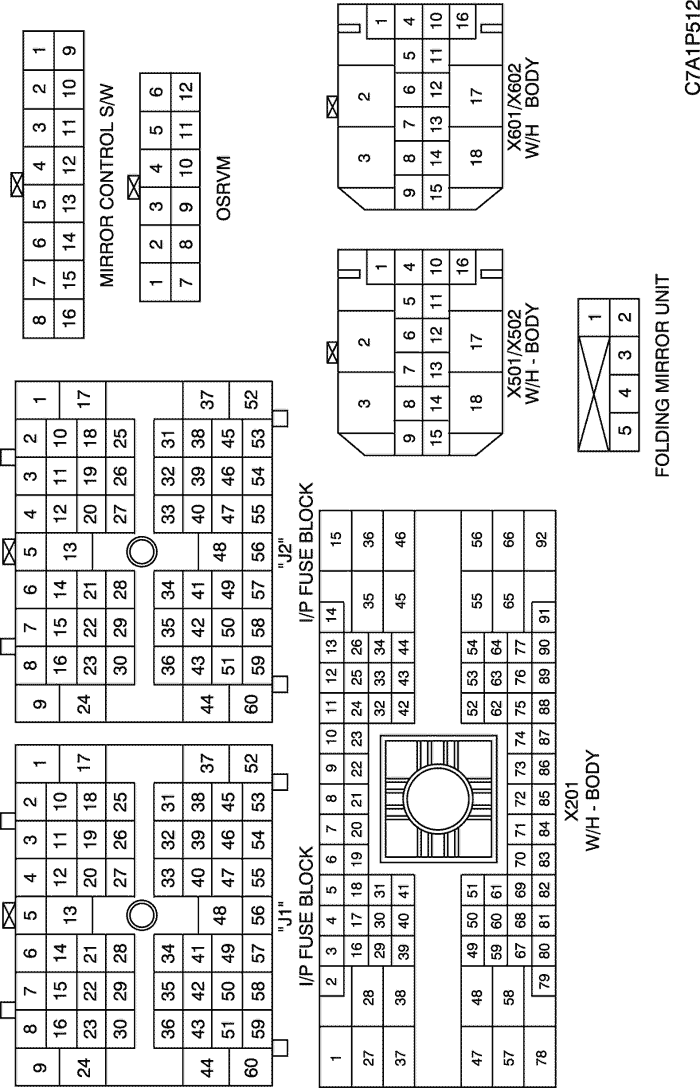 9 8 7 6 5 4 3 2 1
24 16 15 14 13 12 11 10 17
23 22 21 20 19 18
30 29 28 27 26 25
36 35 34 33 32 31
44 43 42 41 40 39 38 37
51 50 49 48 47 46 45
60 59 58 57 56 55 54 53 52
"J1"
I/P FUSE BLOCK
9 8 7 6 5 4 3 2 1
24 16 15 14 13 12 11 10 17
23 22 21 20 19 18
30 29 28 27 26 25
36 35 34 33 32 31
44 43 42 41 40 39 38 37
51 50 49 48 47 46 45
60 59 58 57 56 55 54 53 52
"J2"
I/P FUSE BLOCK
8 7 6 5 4 3 2 1
16 15 14 13 12 11 10 9
MIRROR CONTROL S/W
1 2 3 4 5 6
7 8 9 10 11 12
OSRVM
1 2 3 4 5 6 7 8 9 10 11 12 13 14 15
27 28 16 17 18 19 20 21 22 23 24 25 26 35 36
29 30 31 32 33 34
37 38 39 40 41 42 43 44 45 46
47 48 49 50 51 52 53 54 55 56
57 58 59 60 61 62 63 64 65 66
67 68 69 70 71 72 73 74 75 76 77
78 79 80 81 82 83 84 85 86 87 88 89 90 91 92
X201
W/H - BODY
3 2 1
9 8 7 6 5 4
15 14 13 12 11 10
18 17 16
X501/X502
W/H - BODY
3 2 1
9 8 7 6 5 4
15 14 13 12 11 10
18 17 16
X601/X602
W/H   BODY
1
5 4 3 2
FOLDING MIRROR UNIT
C7A1P512